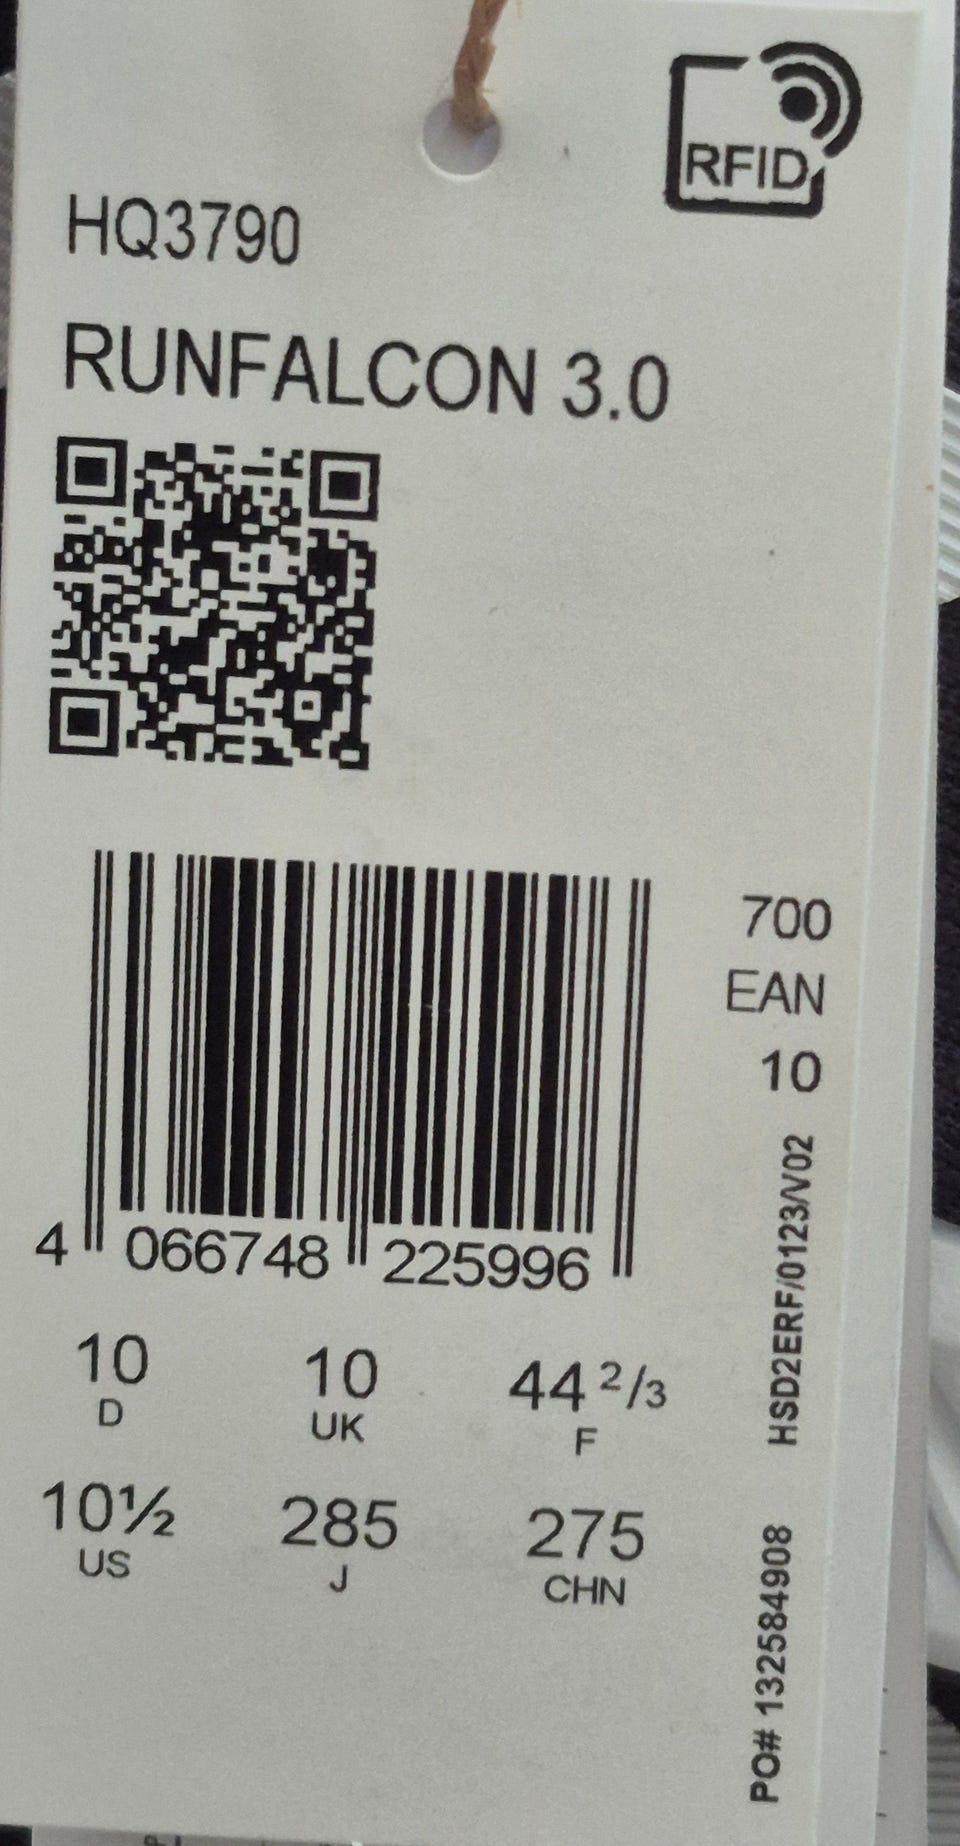 RFID
HQ3790
RUNFALCON 3.0
700
EAN
10
4 066748 225996
HSD2ERF/0123/V02
10 10 44 2/3
D UK F
10½ 285 275
US J CHN
PO# 132584908